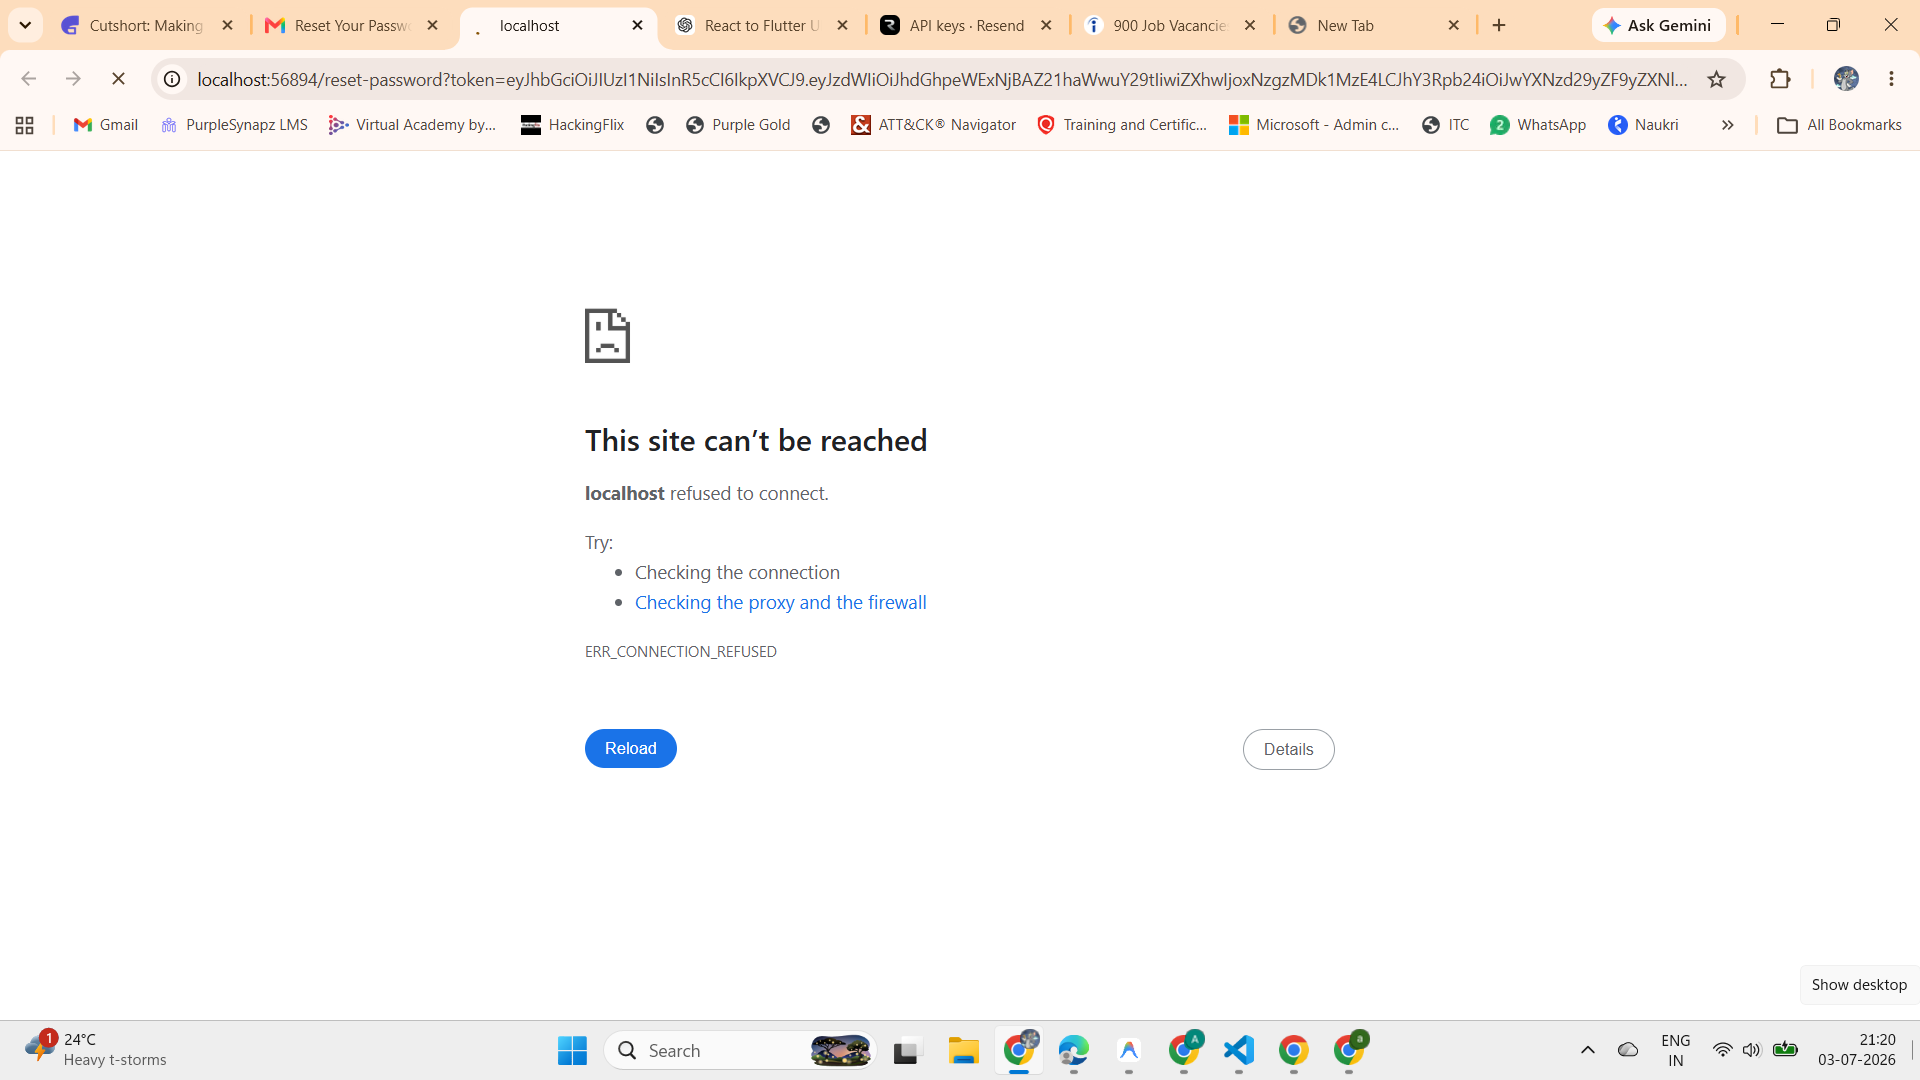 Cutshort: Making
Reset Your Passw
localhost
React to Flutter U
API keys · Resend
900 Job Vacancie
New Tab
Ask Gemini
localhost:56894/reset-password?token=eyJhbGciOiJIUzI1NiIsInR5cCI6IkpXVCJ9.eyJzdWIiOiJhdGhpeWExNjBAZ21haWwuY29tIiwiZXhwIjoxNzgzMDk1MzE4LCJhY3Rpb24iOiJwYXNzd29yZF9yZXNl...
Gmail
PurpleSynapz LMS
Virtual Academy by...
HackingFlix
Purple Gold
ATT&CK® Navigator
Training and Certific...
Microsoft - Admin c...
ITC
2
WhatsApp
Naukri
All Bookmarks
This site can’t be reached
localhost refused to connect.
Try:
Checking the connection
Checking the proxy and the firewall
ERR_CONNECTION_REFUSED
Reload
Details
Show desktop
1
24°C
Heavy t-storms
Search
A
a
ENG
IN
21:20
03-07-2026